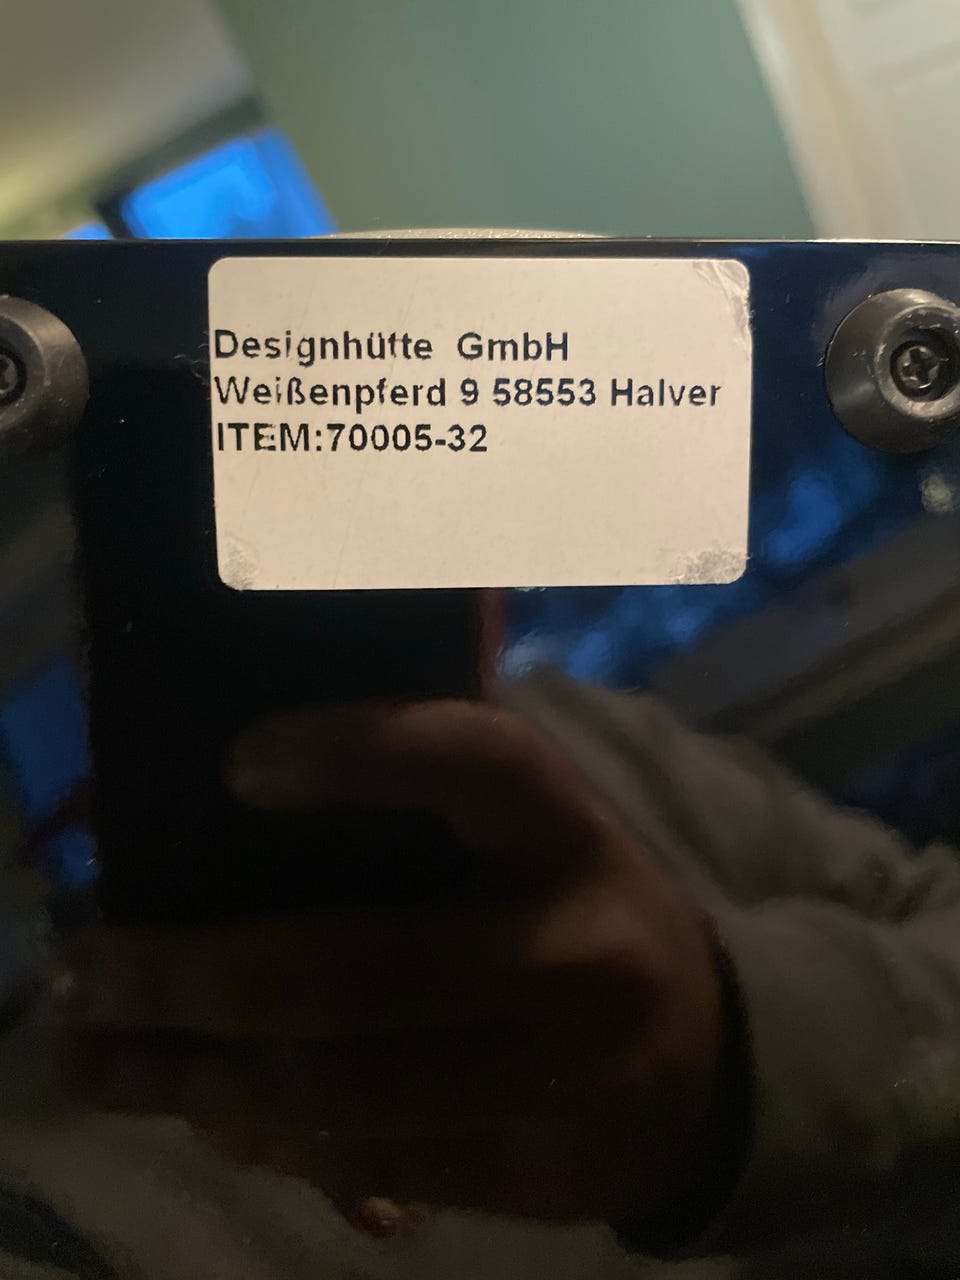 Designhütte GmbH
Weißenpferd 9 58553 Halver
ITEM:70005-32